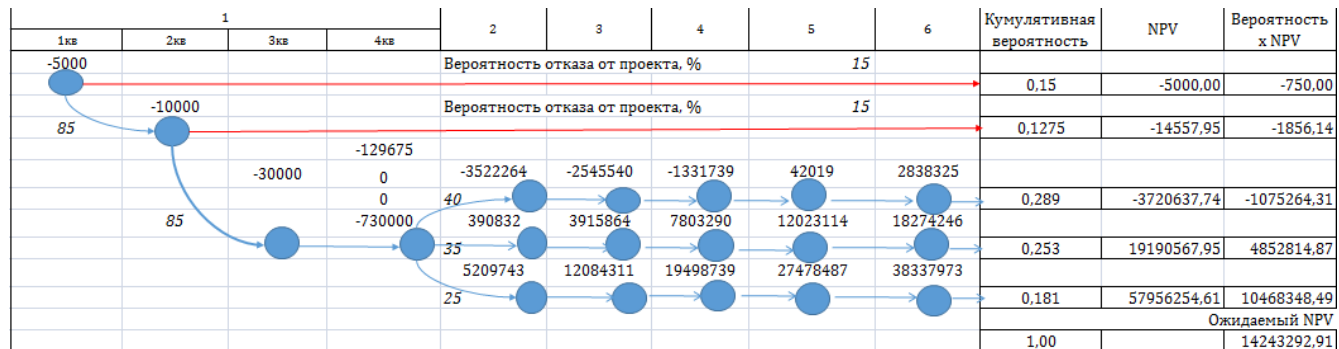 1 2 3 4 5 6 Кумулятивная вероятность NPV Вероятность x NPV
1кв 2кв 3кв 4кв
-5000 Вероятность отказа от проекта, % 15
0,15 -5000,00 -750,00
-10000 Вероятность отказа от проекта, % 15
85 0,1275 -14557,95 -1856,14
-129675
-30000 0 -3522264 -2545540 -1331739 42019 2838325
0 40 0,289 -3720637,74 -1075264,31
85 -730000 390832 3915864 7803290 12023114 18274246
35 0,253 19190567,95 4852814,87
5209743 12084311 19498739 27478487 38337973
25 0,181 57956254,61 10468348,49
Ожидаемый NPV
1,00 14243292,91